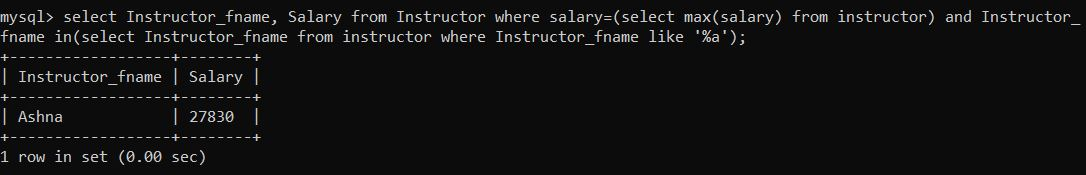 mysql> select Instructor_fname, Salary from Instructor where salary=(select max(salary) from instructor) and Instructor_
fname in(select Instructor_fname from instructor where Instructor_fname like '%a');
+------------------+--------+
| Instructor_fname | Salary |
+------------------+--------+
| Ashna            | 27830  |
+------------------+--------+
1 row in set (0.00 sec)